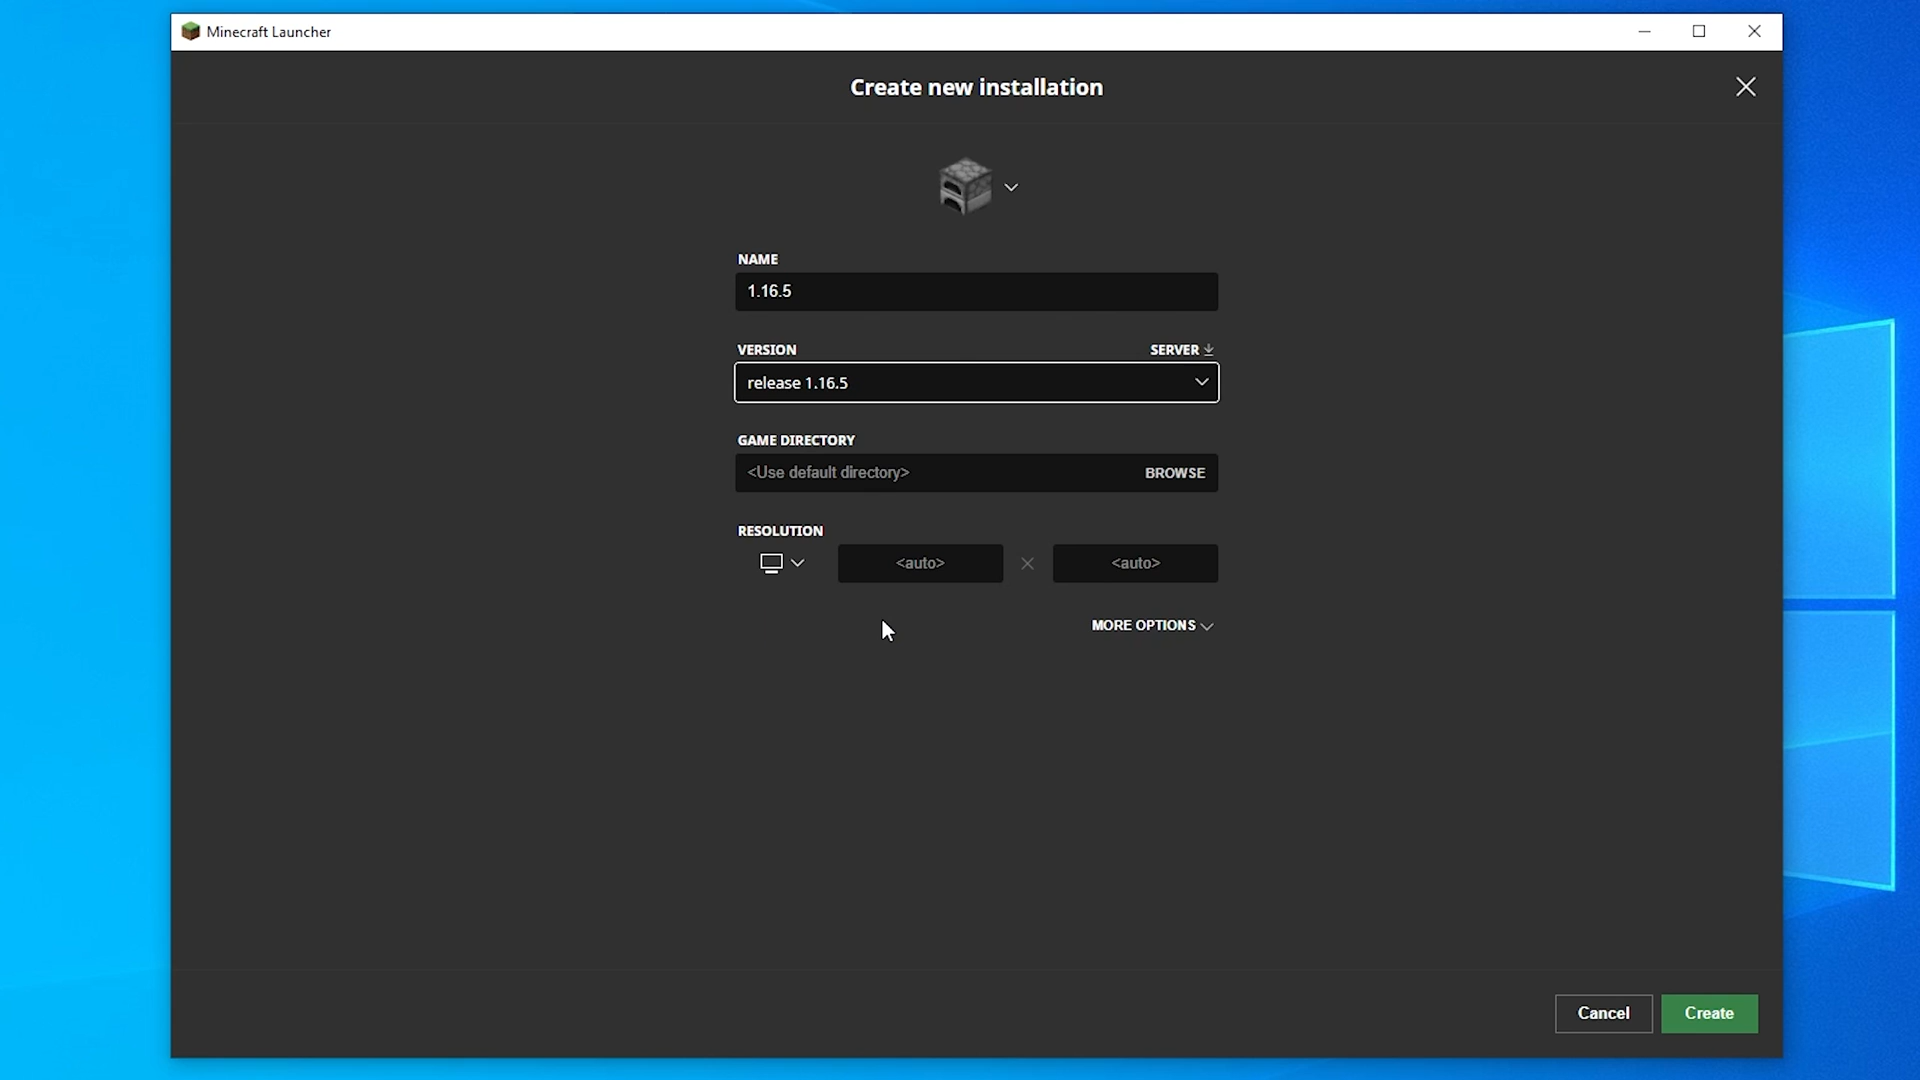 Minecraft Launcher
Create new installation
NAME
1.16.5
VERSION SERVER
release 1.16.5
GAME DIRECTORY
<Use default directory> BROWSE
RESOLUTION
<auto> <auto>
MORE OPTIONS
Cancel Create